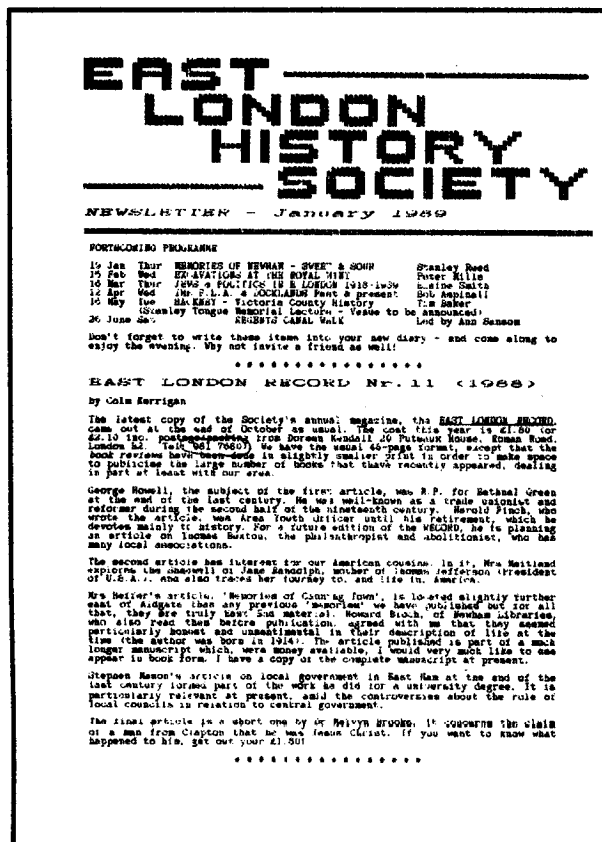 EAST
LONDON
HISTORY
SOCIETY
NEWSLETTER - January 1989
FORTHCOMING PROGRAMME
19 Jan Thur MEMORIES OF NEWHAM - SWEET & SOUR Stanley Reed
15 Feb Wed EXCAVATIONS AT THE ROYAL MINT Peter Mills
16 Mar Thur JEWS & POLITICS IN E LONDON 1918-1939 Elaine Smith
12 Apr Wed THE P.L.A. & DOCKLANDS Past & present Bob Aspinall
16 May Tue HACKNEY - Victoria County History Tim Baker
(Stanley Tongue Memorial Lecture - Venue to be announced)
26 June Sat REGENTS CANAL WALK Led by Ann Sansom
Don't forget to write these items into your new diary - and come along to
enjoy the evening. Why not invite a friend as well!
* * * * * * * * * * * * * * * *
EAST LONDON RECORD Nr. 11 (1988)
by Colm Kerrigan
The latest copy of the Society's annual magazine, the EAST LONDON RECORD,
came out at the end of October as usual. The cost this year is £1.80 (or
£2.10 inc. postage/packing from Doreen Kendall 20 Puteaux House, Roman Road,
London E2. Tel: 981 7680) We have the usual 48-page format, except that the
book reviews have been done in slightly smaller print in order to make space
to publicise the large number of books that thave recently appeared, dealing
in part at least with our area.
George Howell, the subject of the first article, was M.P. for Bethnal Green
at the end of the last century. He was well-known as a trade unionist and
reformer during the second half of the nineteenth century. Harold Finch, who
wrote the article, was Area Youth Officer until his retirement, which he
devotes mainly to history. For a future edition of the RECORD, he is planning
an article on Thomas Buxton, the philanthropist and abolitionist, who has
many local associations.
The second article has interest for our American cousins. In it, Mrs Maitland
explores the Shadwell of Jane Randolph, mother of Thomas Jefferson (President
of U.S.A.), and also traces her journey to, and life in, America.
Mrs Heffer's article, 'Memories of Canning Town', is located slightly further
east of Aldgate than any previous 'memories' we have published but for all
that, they are truly East End material. Howard Bloch, of Newham Libraries,
who also read them before publication, agreed with me that they seemed
particularly honest and unsentimental in their description of life at the
time (the author was born in 1914). The article published is part of a much
longer manuscript which, were money available, I would very much like to see
appear in book form. I have a copy of the complete manuscript at present.
Stephen Hamon's article on local government in East Ham at the end of the
last century formed part of the work he did for a university degree. It is
particularly relevant at present, amid the controversies about the role of
local councils in relation to central government.
The final article is a short one by Dr Melvyn Brooks. It concerns the claim
of a man from Clapton that he was Jesus Christ. If you want to know what
happened to him, get out your £1.80!
* * * * * * * * * * * * * * * *